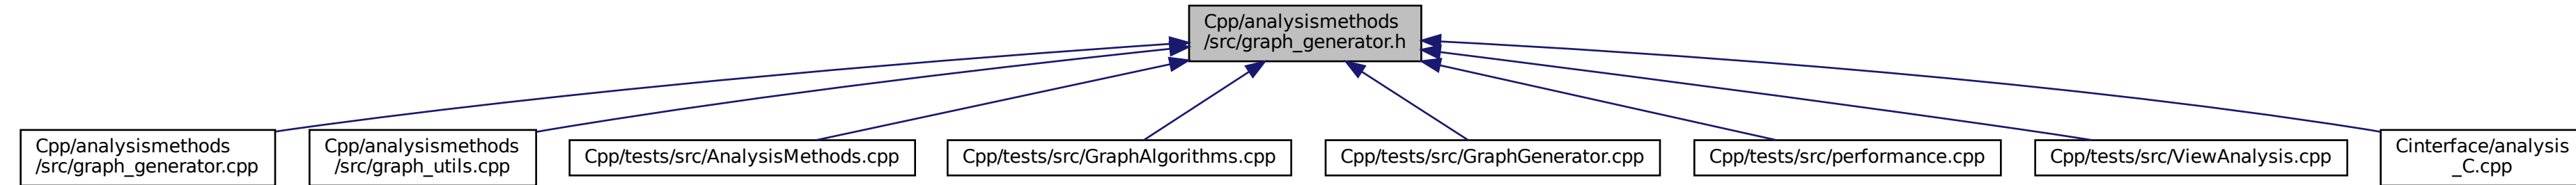 Cpp/analysismethods
/src/graph_generator.h
Cpp/analysismethods
/src/graph_generator.cpp
Cpp/analysismethods
/src/graph_utils.cpp
Cpp/tests/src/AnalysisMethods.cpp
Cpp/tests/src/GraphAlgorithms.cpp
Cpp/tests/src/GraphGenerator.cpp
Cpp/tests/src/performance.cpp
Cpp/tests/src/ViewAnalysis.cpp
Cinterface/analysis
_C.cpp